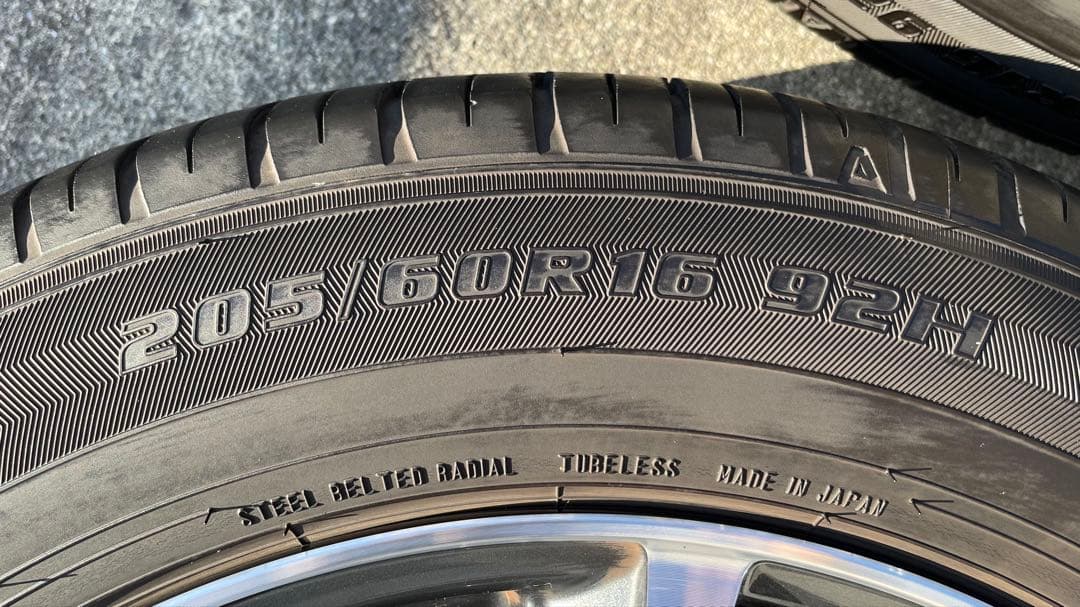 205/60R16 92H
STEEL BELTED RADIAL TUBELESS MADE IN JAPAN